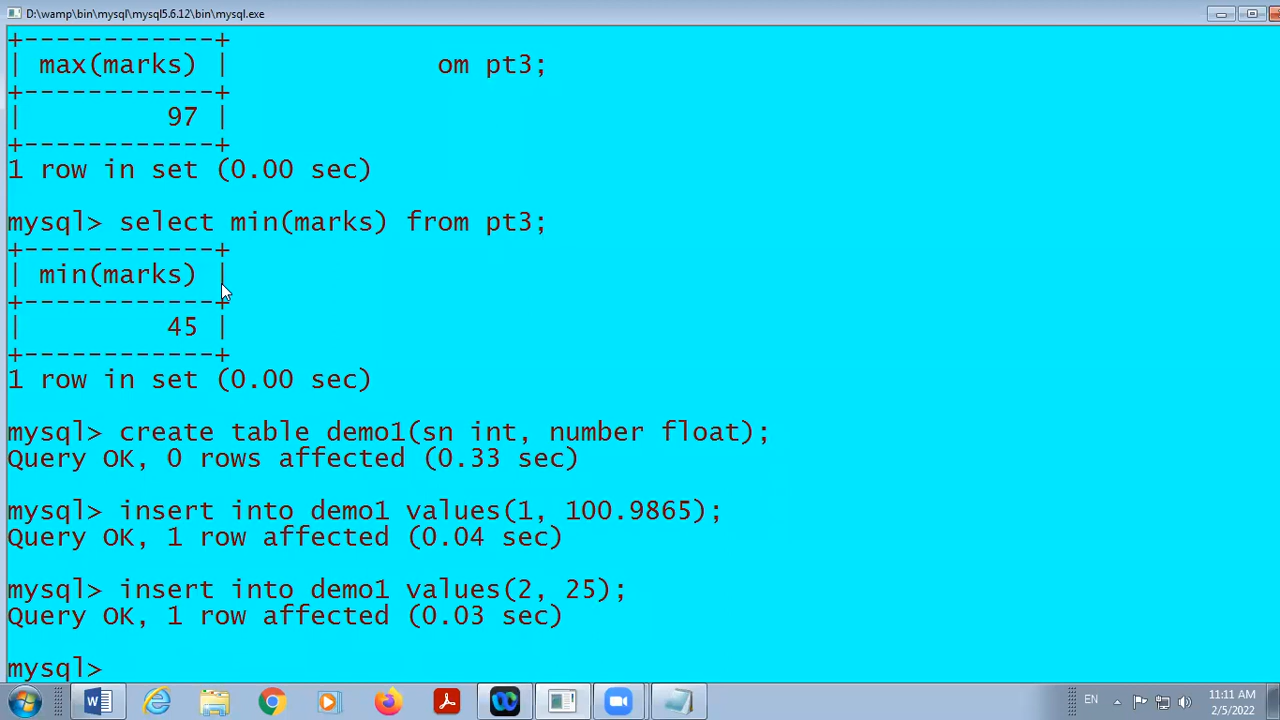 D:\wamp\bin\mysql\mysql5.6.12\bin\mysql.exe
+------------+
| max(marks) | om pt3;
+------------+
| 97 |
+------------+
1 row in set (0.00 sec)
mysql> select min(marks) from pt3;
+------------+
| min(marks) |
+------------+
| 45 |
+------------+
1 row in set (0.00 sec)
mysql> create table demo1(sn int, number float);
Query OK, 0 rows affected (0.33 sec)
mysql> insert into demo1 values(1, 100.9865);
Query OK, 1 row affected (0.04 sec)
mysql> insert into demo1 values(2, 25);
Query OK, 1 row affected (0.03 sec)
mysql>
EN
11:11 AM
2/5/2022